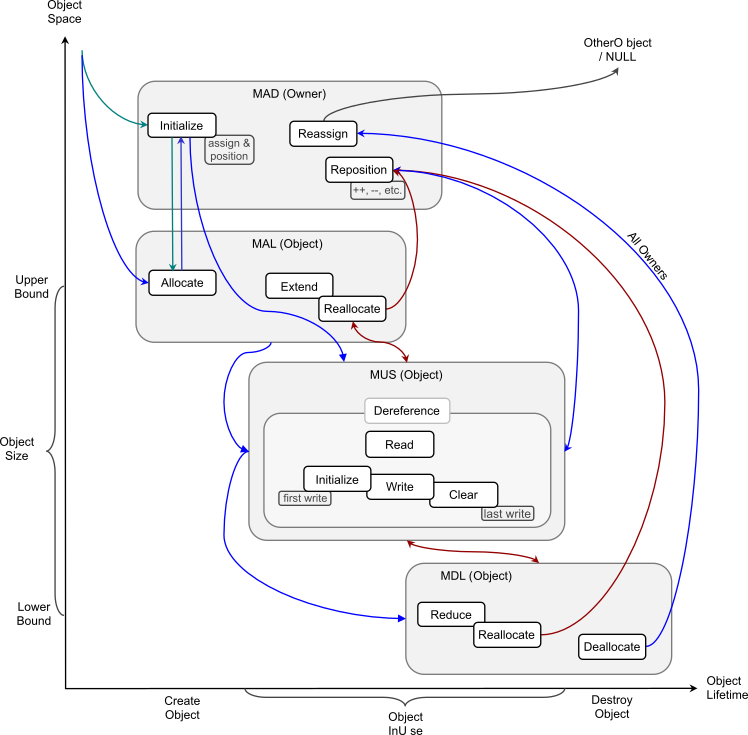 Object
Space
OtherO bject
/ NULL
MAD (Owner)
Initialize
assign &
position
Reassign
Reposition
++, --, etc.
All Owners
MAL (Object)
Upper
Bound
Allocate
Extend
Reallocate
MUS (Object)
Dereference
Read
Object
Size
Initialize
first write
Write
Clear
last write
MDL (Object)
Lower
Bound
Reduce
Reallocate
Deallocate
Object
Lifetime
Create
Object
Object
InU se
Destroy
Object